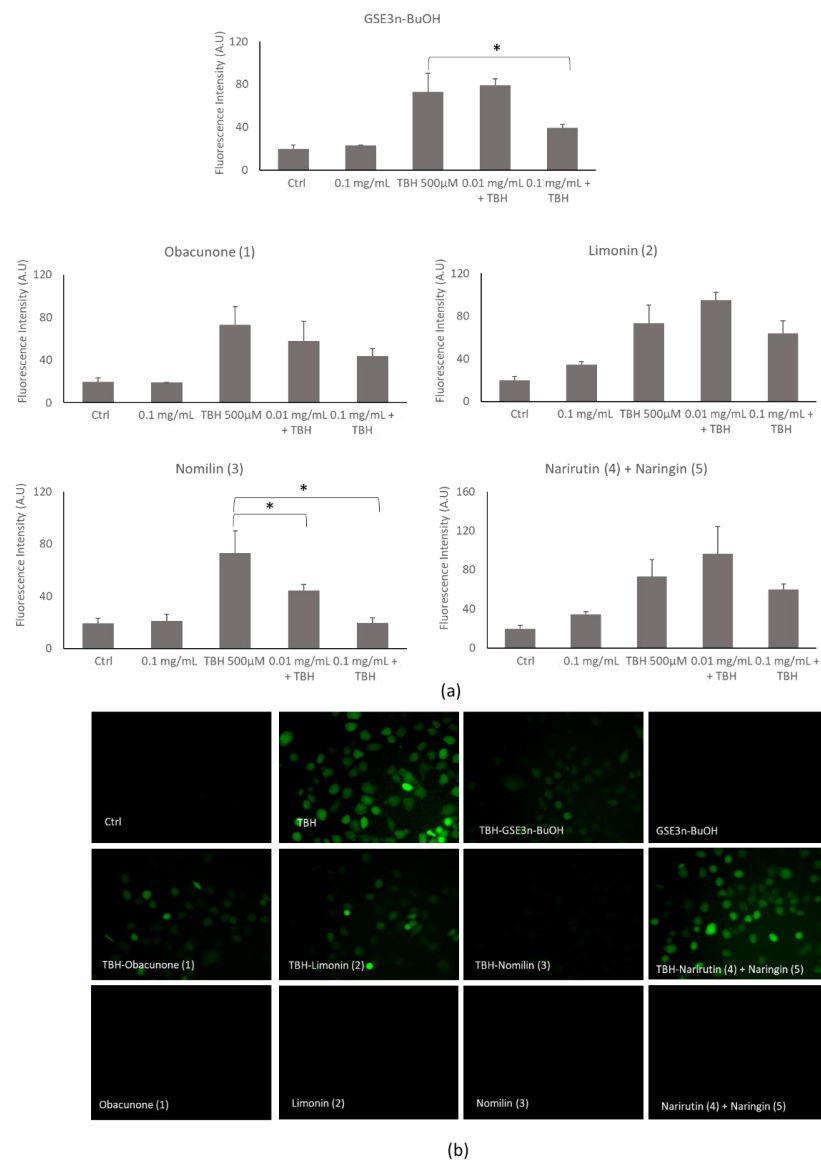 GSE3n-BuOH
Fluorescence Intensity (A.U)
120
80
40
0
*
Ctrl 0.1 mg/mL TBH 500μM 0.01 mg/mL 0.1 mg/mL +
+ TBH TBH
Obacunone (1)
Fluorescence Intensity (A.U)
120
80
40
0
Ctrl 0.1 mg/mL TBH 500μM 0.01 mg/mL 0.1 mg/mL +
+ TBH TBH
Limonin (2)
Fluorescence Intensity (A.U)
120
80
40
0
Ctrl 0.1 mg/mL TBH 500μM 0.01 mg/mL 0.1 mg/mL +
+ TBH TBH
Nomilin (3)
Fluorescence Intensity (A.U)
120
80
40
0
*
*
Ctrl 0.1 mg/mL TBH 500μM 0.01 mg/mL 0.1 mg/mL +
+ TBH TBH
Narirutin (4) + Naringin (5)
Fluorescence Intensity (A.U)
160
120
80
40
0
Ctrl 0.1 mg/mL TBH 500μM 0.01 mg/mL 0.1 mg/mL +
+ TBH TBH
(a)
Ctrl
TBH
TBH-GSE3n-BuOH
GSE3n-BuOH
TBH-Obacunone (1)
TBH-Limonin (2)
TBH-Nomilin (3)
TBH-Narirutin (4) + Naringin (5)
Obacunone (1)
Limonin (2)
Nomilin (3)
Narirutin (4) + Naringin (5)
(b)